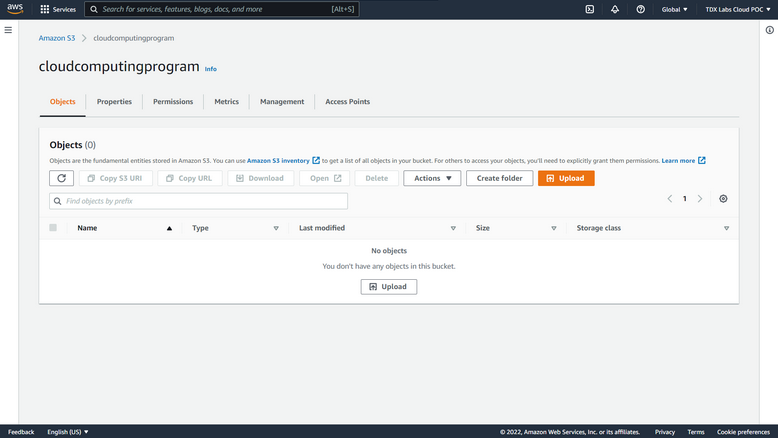 aws Services Search for services, features, blogs, docs, and more [Alt+S] Global TDX Labs Cloud POC
Amazon S3 cloudcomputingprogram
cloudcomputingprogram Info
Objects Properties Permissions Metrics Management Access Points
Objects (0)
Objects are the fundamental entities stored in Amazon S3. You can use Amazon S3 inventory to get a list of all objects in your bucket. For others to access your objects, you'll need to explicitly grant them permissions. Learn more
Copy S3 URI Copy URL Download Open Delete Actions Create folder Upload
Find objects by prefix 1
Name Type Last modified Size Storage class
No objects
You don't have any objects in this bucket.
Upload
Feedback English (US) © 2022, Amazon Web Services, Inc. or its affiliates. Privacy Terms Cookie preferences